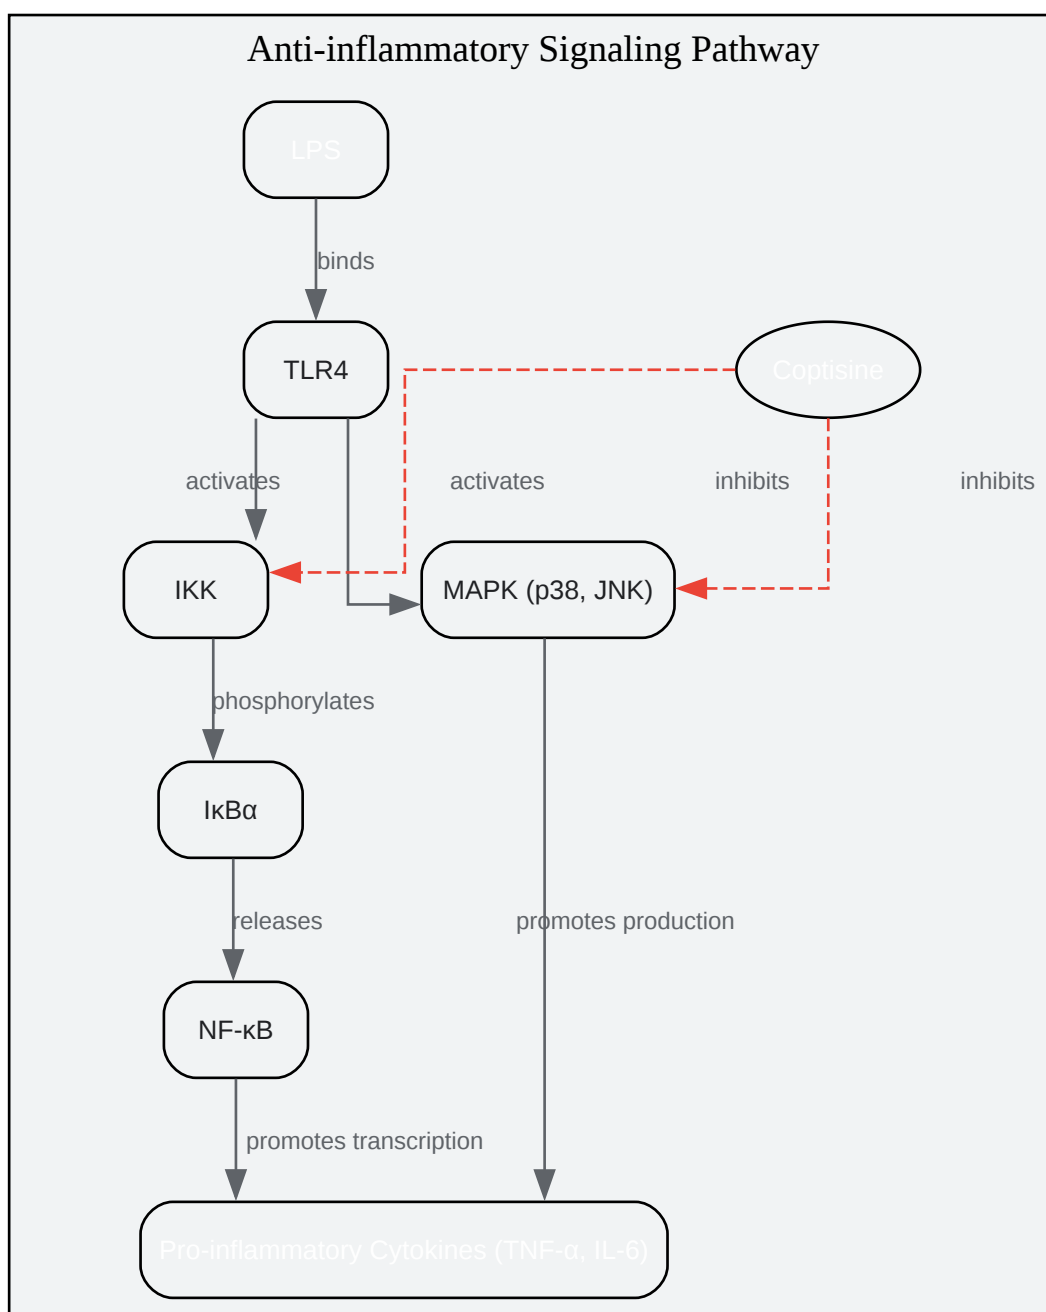 Anti-inflammatory Signaling Pathway
LPS
binds
TLR4
Coptisine
activates
activates
inhibits
inhibits
IKK
MAPK (p38, JNK)
phosphorylates
IκBα
releases
promotes production
NF-κB
promotes transcription
Pro-inflammatory Cytokines (TNF-α, IL-6)